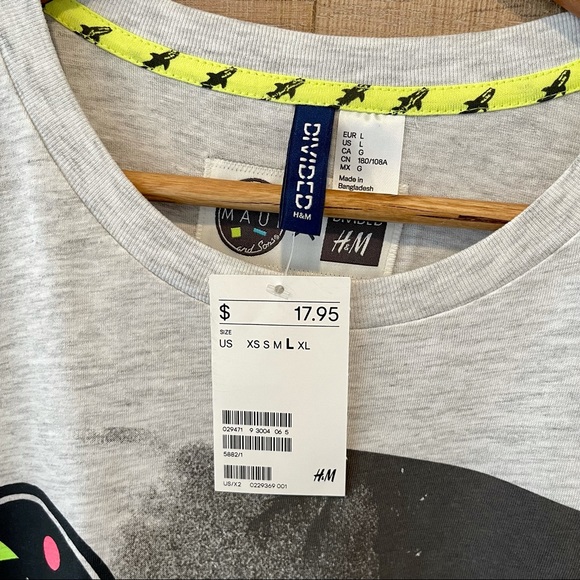 DIVIDED
H&M
EUR L
US L
CA G
CN 180/108A
MX G
Made in
Bangladesh
MAUI
and Sons
DIVIDED
H&M
$ 17.95
SIZE
US XS S M L XL
029471 9 3004 06 5
5882/1
US/X2 0229369 001
H&M